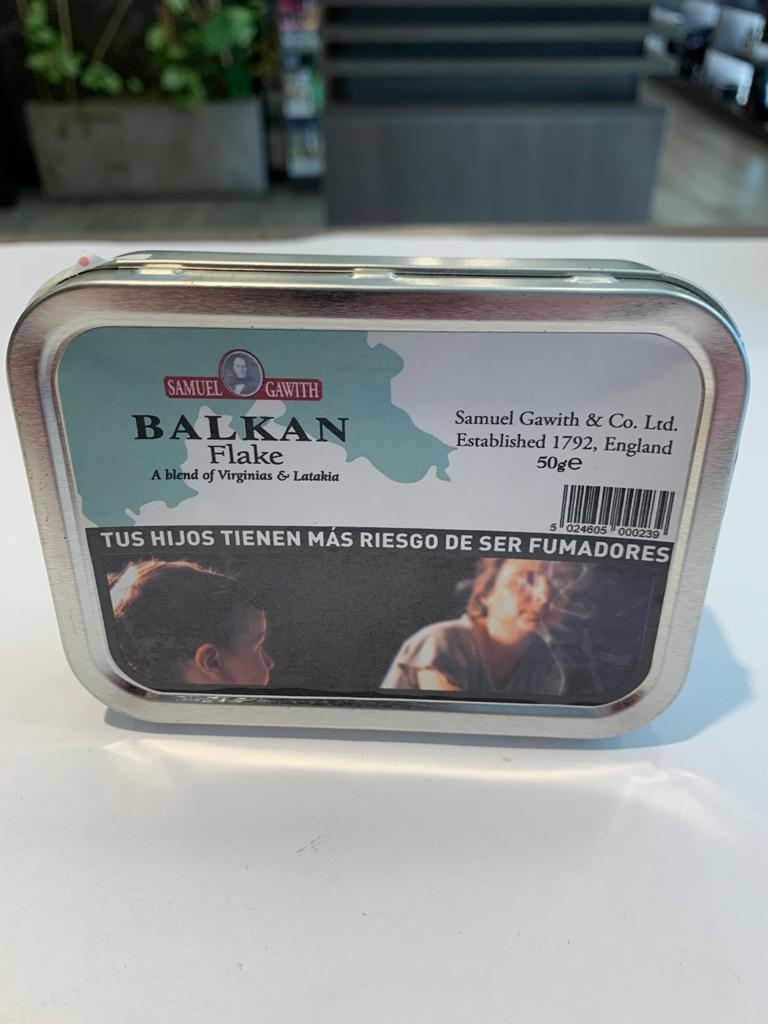 SAMUEL GAWITH
BALKAN
Flake
A blend of Virginias & Latakia
Samuel Gawith & Co. Ltd.
Established 1792, England
50g℮
5 024605 000239
TUS HIJOS TIENEN MÁS RIESGO DE SER FUMADORES